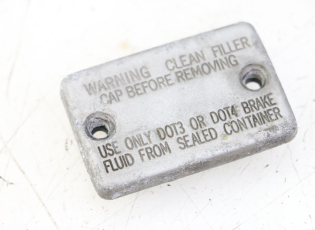 WARNING CLEAN FILLER
CAP BEFORE REMOVING
USE ONLY DOT3 OR DOT4 BRAKE
FLUID FROM SEALED CONTAINER